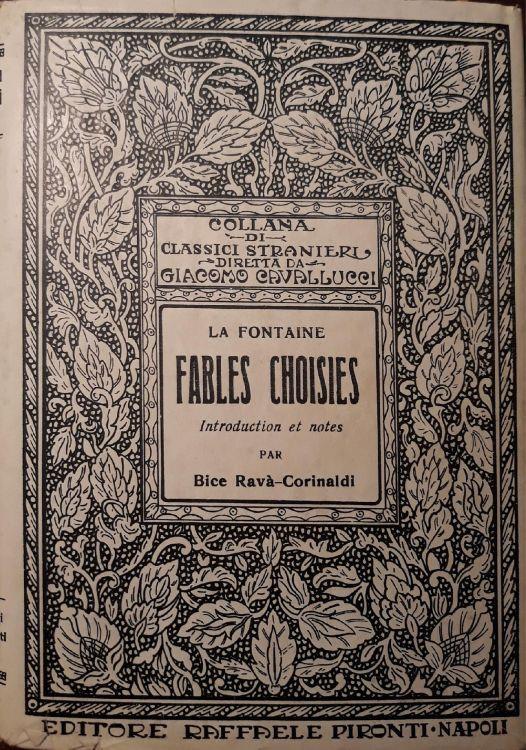 COLLANA
DI
CLASSICI STRANIERI
DIRETTA DA
GIACOMO CAVALLUCCI
LA FONTAINE
FABLES CHOISIES
Introduction et notes
PAR
Bice Ravà-Corinaldi
EDITORE RAFFAELE PIRONTI·NAPOLI